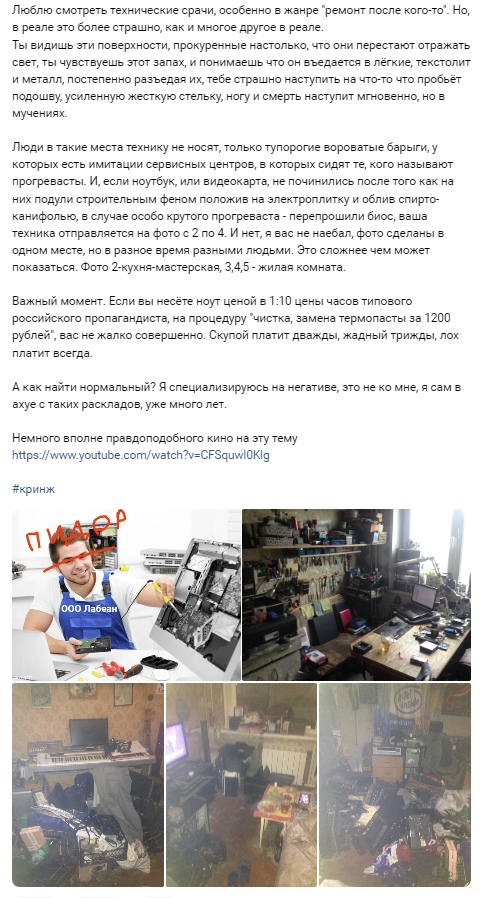 Люблю смотреть технические срачи, особенно в жанре "ремонт после кого-то". Но,
в реале это более страшно, как и многое другое в реале.
Ты видишь эти поверхности, прокуренные настолько, что они перестают отражать
свет, ты чувствуешь этот запах, и понимаешь что он въедается в лёгкие, текстолит
и металл, постепенно разъедая их, тебе страшно наступить на что-то что пробьёт
подошву, усиленную жесткую стельку, ногу и смерть наступит мгновенно, но в
мучениях.
Люди в такие места технику не носят, только тупорогие вороватые барыги, у
которых есть имитации сервисных центров, в которых сидят те, кого называют
прогревасты. И, если ноутбук, или видеокарта, не починились после того как на
них подули строительным феном положив на электроплитку и облив спирто-
канифолью, в случае особо крутого прогреваста - перепрошили биос, ваша
техника отправляется на фото с 2 по 4. И нет, я вас не наебал, фото сделаны в
одном месте, но в разное время разными людьми. Это сложнее чем может
показаться. Фото 2-кухня-мастерская, 3,4,5 - жилая комната.
Важный момент. Если вы несёте ноут ценой в 1:10 цены часов типового
российского пропагандиста, на процедуру "чистка, замена термопасты за 1200
рублей", вас не жалко совершенно. Скупой платит дважды, жадный трижды, лох
платит всегда.
А как найти нормальный? Я специализируюсь на негативе, это не ко мне, я сам в
ахуе с таких раскладов, уже много лет.
Немного вполне правдоподобного кино на эту тему
https://www.youtube.com/watch?v=CFSquwl0Klg
#кринж
ПИДОР
ООО Лабеан